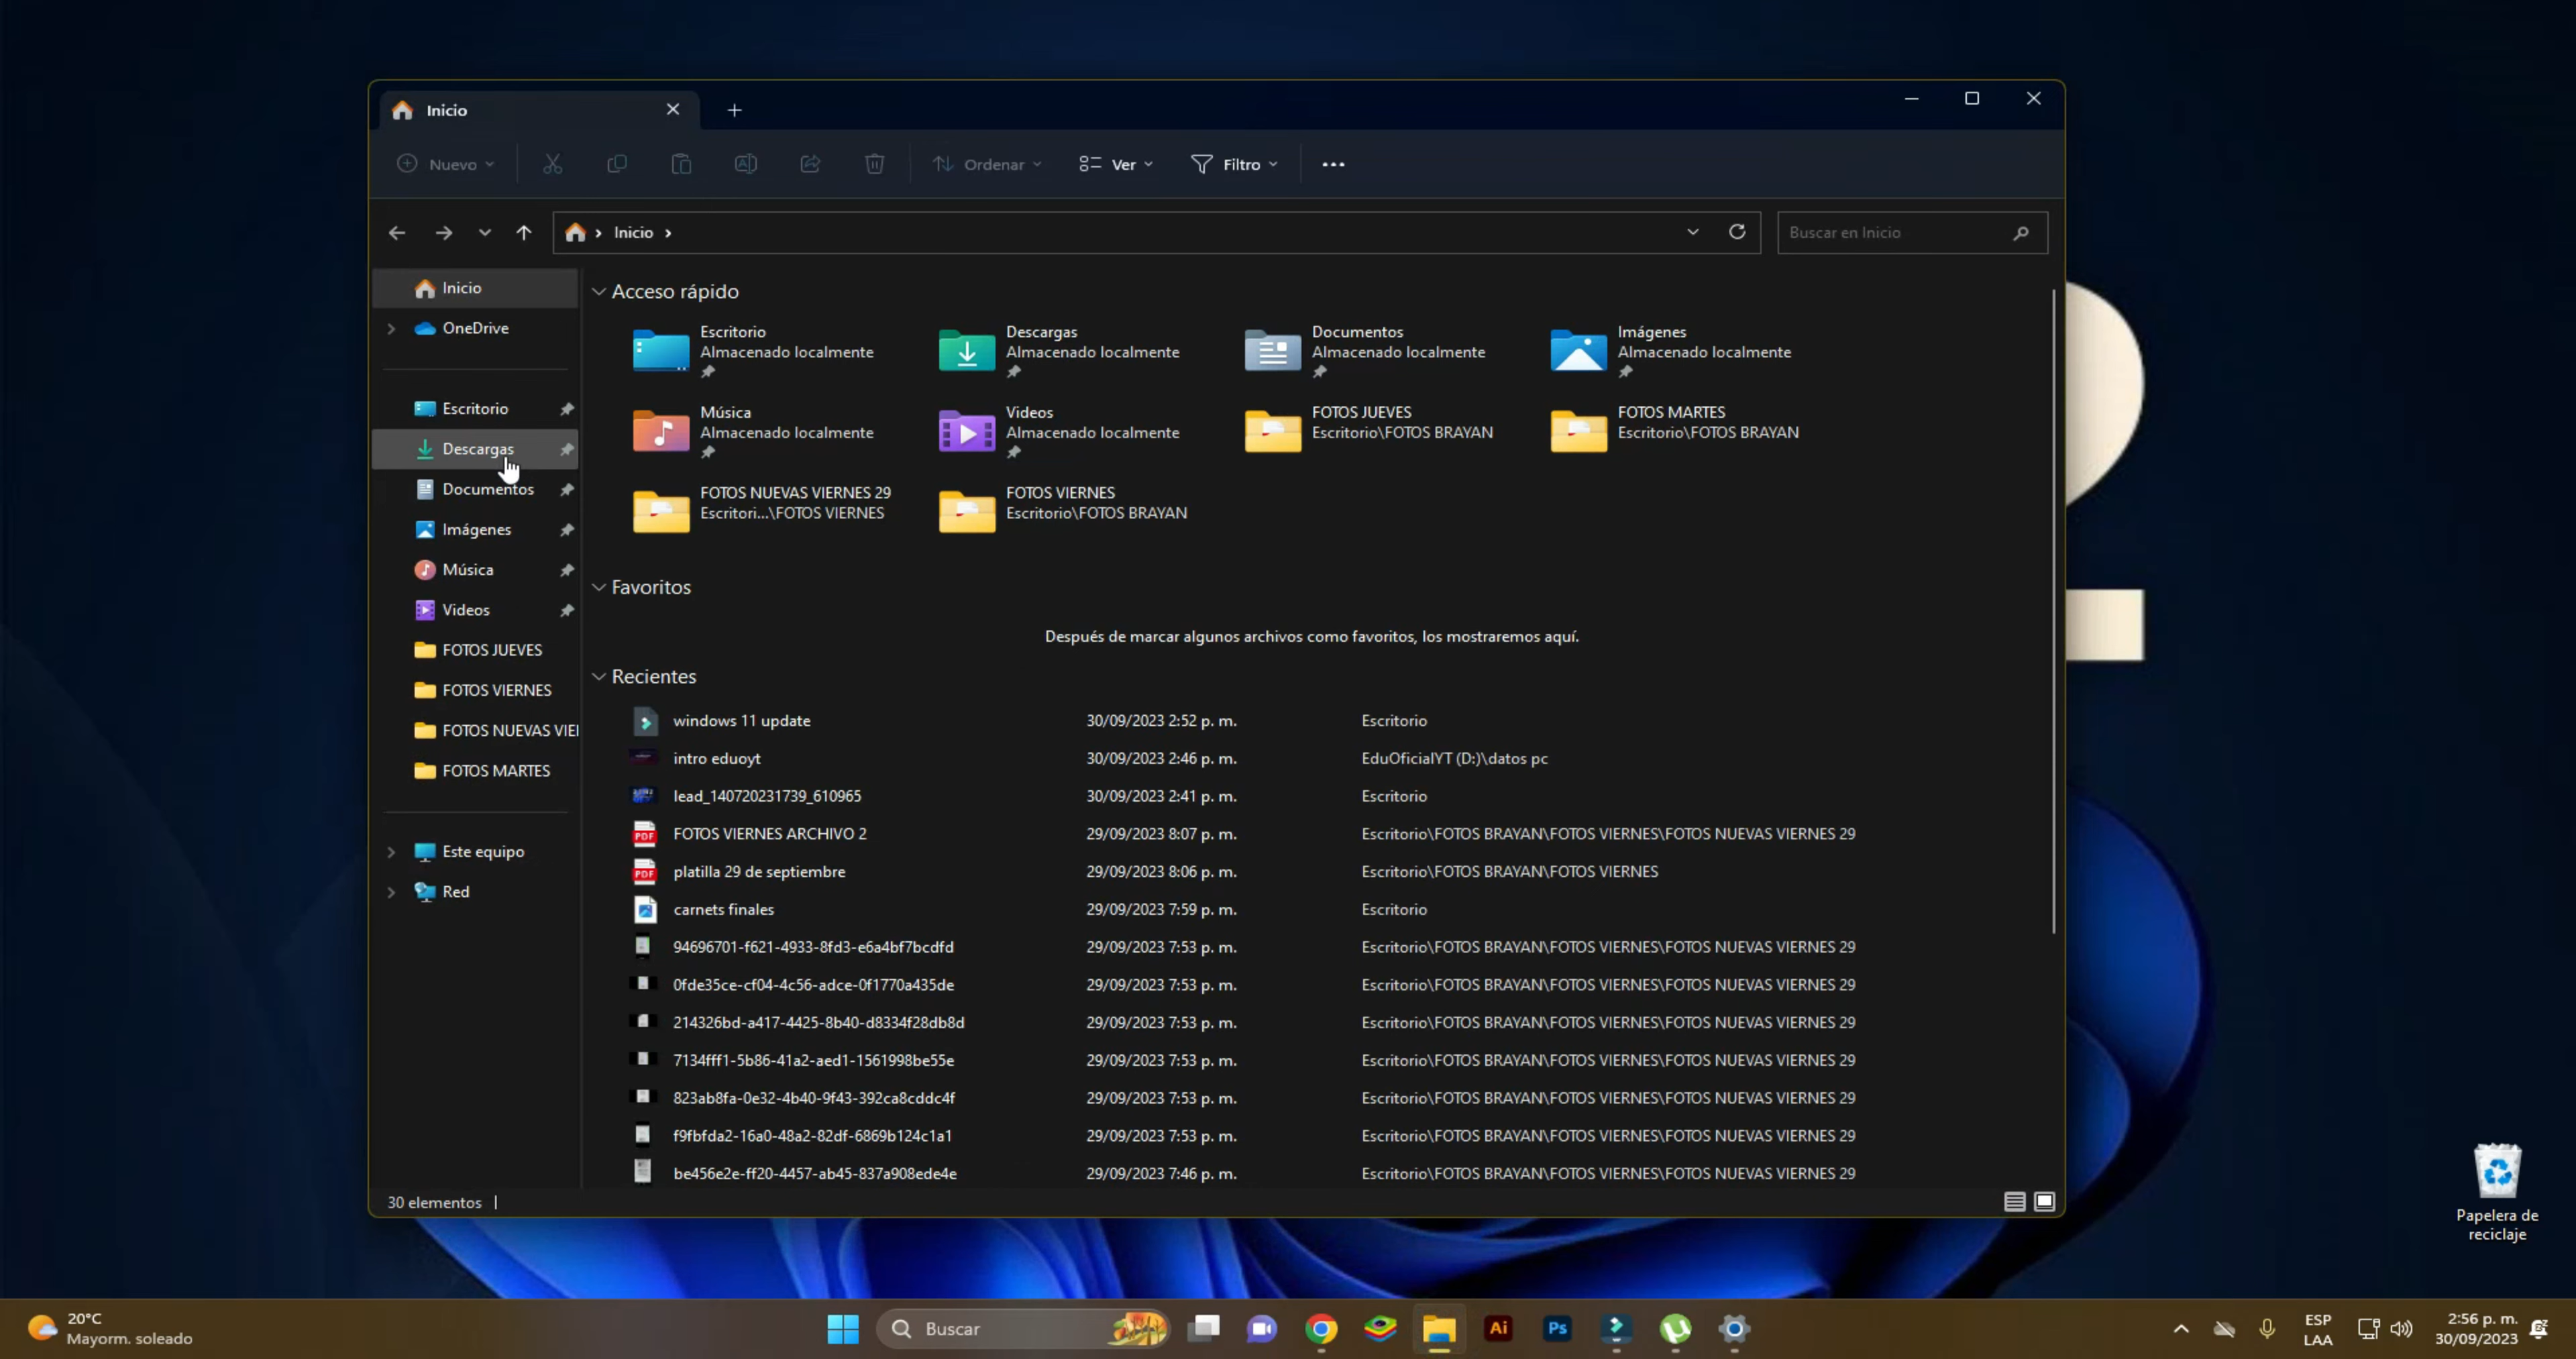 Inicio
Nuevo
Ordenar
Ver
Filtro
Inicio
Buscar en Inicio
Inicio
OneDrive
Escritorio
Descargas
Documentos
Imágenes
Música
Videos
FOTOS JUEVES
FOTOS VIERNES
FOTOS NUEVAS VIE
FOTOS MARTES
Este equipo
Red
Acceso rápido
Escritorio
Almacenado localmente
Descargas
Almacenado localmente
Documentos
Almacenado localmente
Imágenes
Almacenado localmente
Música
Almacenado localmente
Videos
Almacenado localmente
FOTOS JUEVES
Escritorio\FOTOS BRAYAN
FOTOS MARTES
Escritorio\FOTOS BRAYAN
FOTOS NUEVAS VIERNES 29
Escritori...\FOTOS VIERNES
FOTOS VIERNES
Escritorio\FOTOS BRAYAN
Favoritos
Después de marcar algunos archivos como favoritos, los mostraremos aquí.
Recientes
windows 11 update 30/09/2023 2:52 p. m. Escritorio
intro eduoyt 30/09/2023 2:46 p. m. EduOficialYT (D:)\datos pc
lead_140720231739_610965 30/09/2023 2:41 p. m. Escritorio
FOTOS VIERNES ARCHIVO 2 29/09/2023 8:07 p. m. Escritorio\FOTOS BRAYAN\FOTOS VIERNES\FOTOS NUEVAS VIERNES 29
platilla 29 de septiembre 29/09/2023 8:06 p. m. Escritorio\FOTOS BRAYAN\FOTOS VIERNES
carnets finales 29/09/2023 7:59 p. m. Escritorio
94696701-f621-4933-8fd3-e6a4bf7bcdfd 29/09/2023 7:53 p. m. Escritorio\FOTOS BRAYAN\FOTOS VIERNES\FOTOS NUEVAS VIERNES 29
0fde35ce-cf04-4c56-adce-0f1770a435de 29/09/2023 7:53 p. m. Escritorio\FOTOS BRAYAN\FOTOS VIERNES\FOTOS NUEVAS VIERNES 29
214326bd-a417-4425-8b40-d8334f28db8d 29/09/2023 7:53 p. m. Escritorio\FOTOS BRAYAN\FOTOS VIERNES\FOTOS NUEVAS VIERNES 29
7134fff1-5b86-41a2-aed1-1561998be55e 29/09/2023 7:53 p. m. Escritorio\FOTOS BRAYAN\FOTOS VIERNES\FOTOS NUEVAS VIERNES 29
823ab8fa-0e32-4b40-9f43-392ca8cddc4f 29/09/2023 7:53 p. m. Escritorio\FOTOS BRAYAN\FOTOS VIERNES\FOTOS NUEVAS VIERNES 29
f9fbfda2-16a0-48a2-82df-6869b124c1a1 29/09/2023 7:53 p. m. Escritorio\FOTOS BRAYAN\FOTOS VIERNES\FOTOS NUEVAS VIERNES 29
be456e2e-ff20-4457-ab45-837a908ede4e 29/09/2023 7:46 p. m. Escritorio\FOTOS BRAYAN\FOTOS VIERNES\FOTOS NUEVAS VIERNES 29
30 elementos
Papelera de
reciclaje
20°C
Mayorm. soleado
Buscar
Ai
Ps
ESP
LAA
2:56 p. m.
30/09/2023